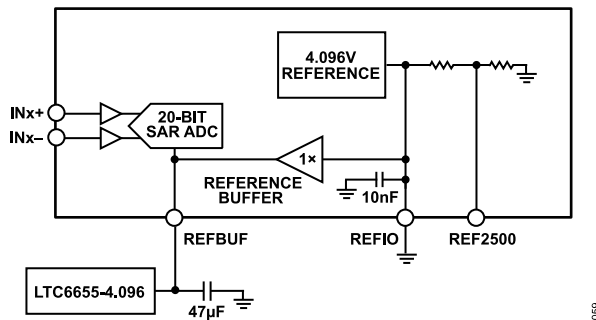 4.096V
REFERENCE
INx+
INx–
20-BIT
SAR ADC
1×
REFERENCE
BUFFER
10nF
REFBUF
REFIO
REF2500
LTC6655-4.096
47µF
059